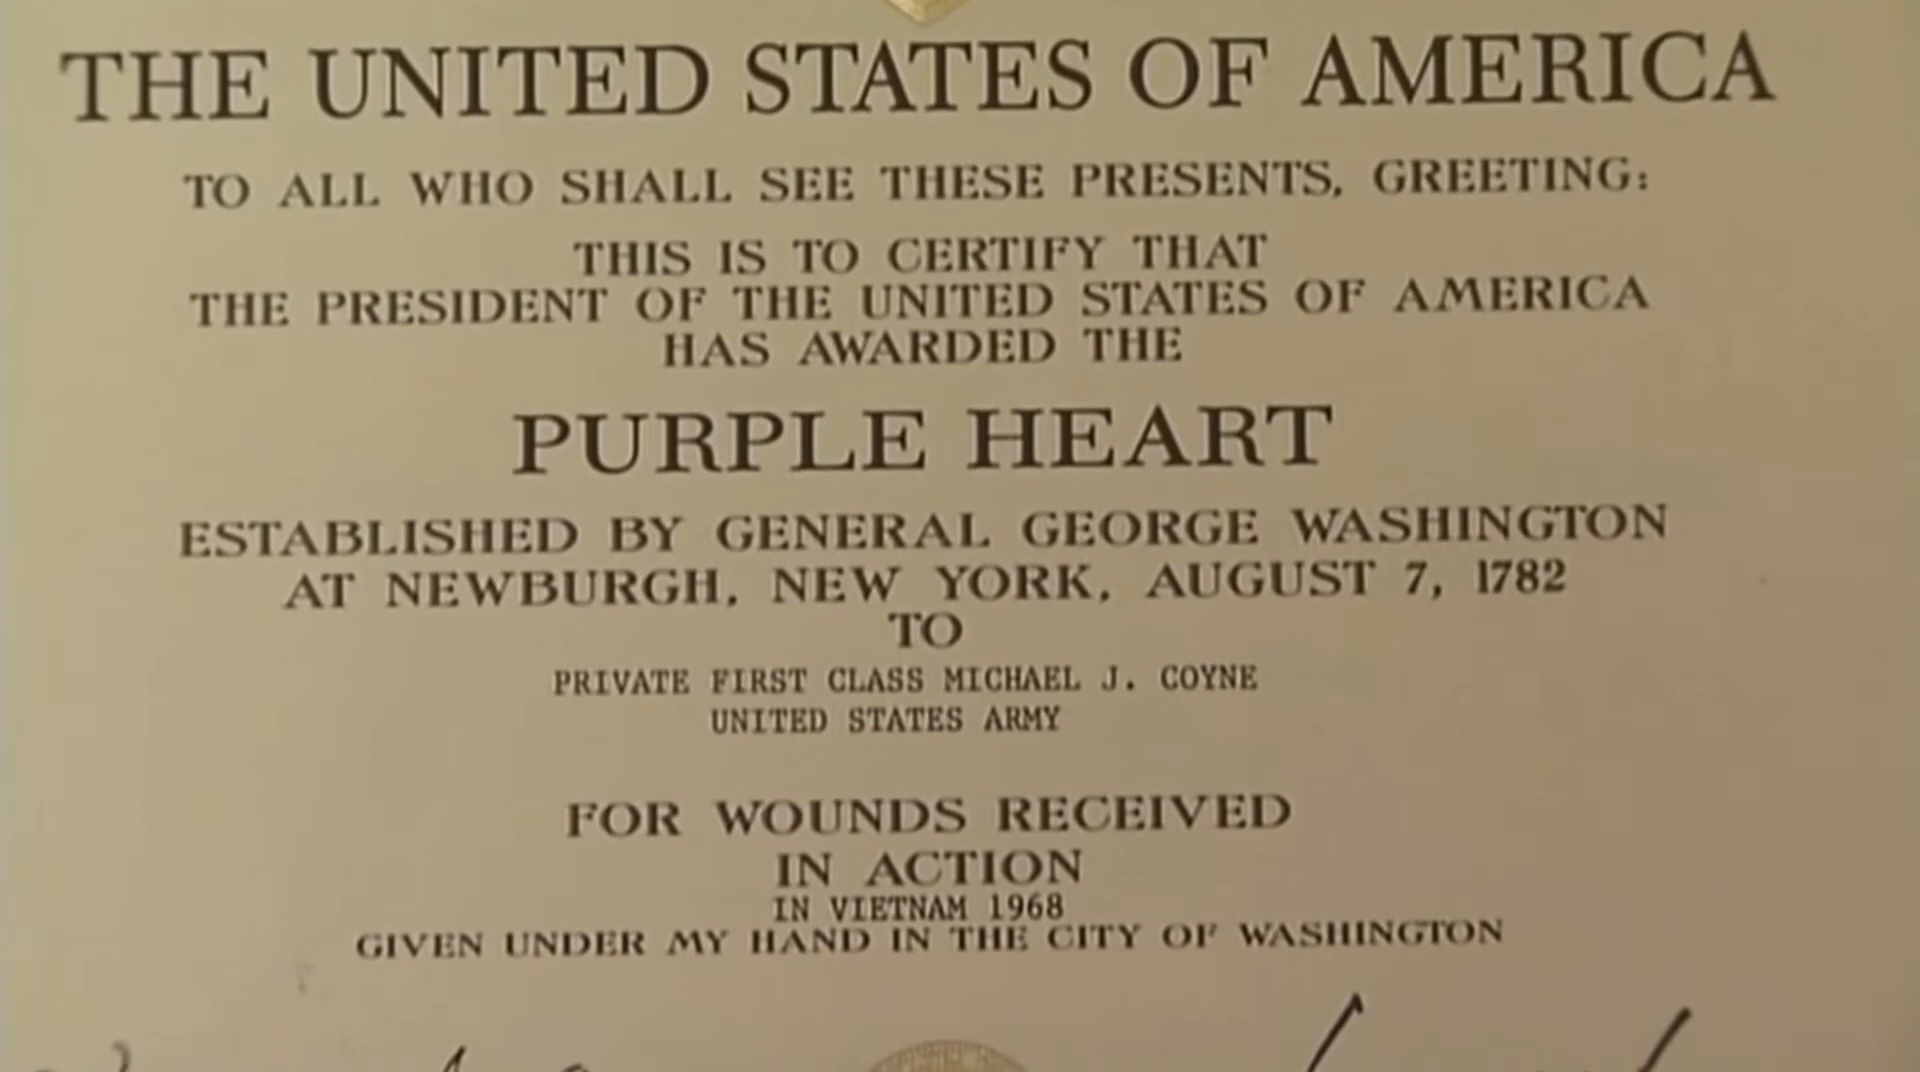 THE UNITED STATES OF AMERICA
TO ALL WHO SHALL SEE THESE PRESENTS, GREETING:
THIS IS TO CERTIFY THAT
THE PRESIDENT OF THE UNITED STATES OF AMERICA
HAS AWARDED THE
PURPLE HEART
ESTABLISHED BY GENERAL GEORGE WASHINGTON
AT NEWBURGH, NEW YORK, AUGUST 7, 1782
TO
PRIVATE FIRST CLASS MICHAEL J. COYNE
UNITED STATES ARMY
FOR WOUNDS RECEIVED
IN ACTION
IN VIETNAM 1968
GIVEN UNDER MY HAND IN THE CITY OF WASHINGTON